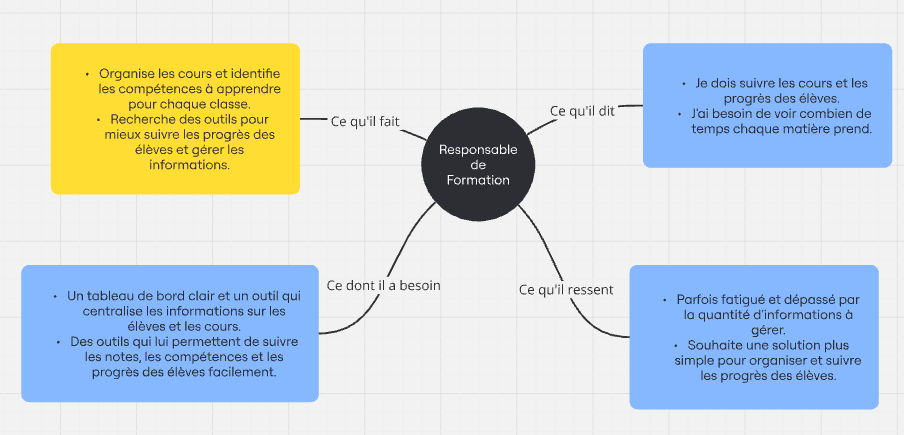 • Organise les cours et identifie
les compétences à apprendre
pour chaque classe.
• Recherche des outils pour
mieux suivre les progrès des
élèves et gérer les
informations.
Ce qu'il fait
Responsable
de
Formation
Ce qu'il dit
• Je dois suivre les cours et les
progrès des élèves.
• J'ai besoin de voir combien de
temps chaque matière prend.
• Un tableau de bord clair et un outil qui
centralise les informations sur les
élèves et les cours.
• Des outils qui lui permettent de suivre
les notes, les compétences et les
progrès des élèves facilement.
Ce dont il a besoin
Ce qu'il ressent
• Parfois fatigué et dépassé par
la quantité d'informations à
gérer.
• Souhaite une solution plus
simple pour organiser et suivre
les progrès des élèves.